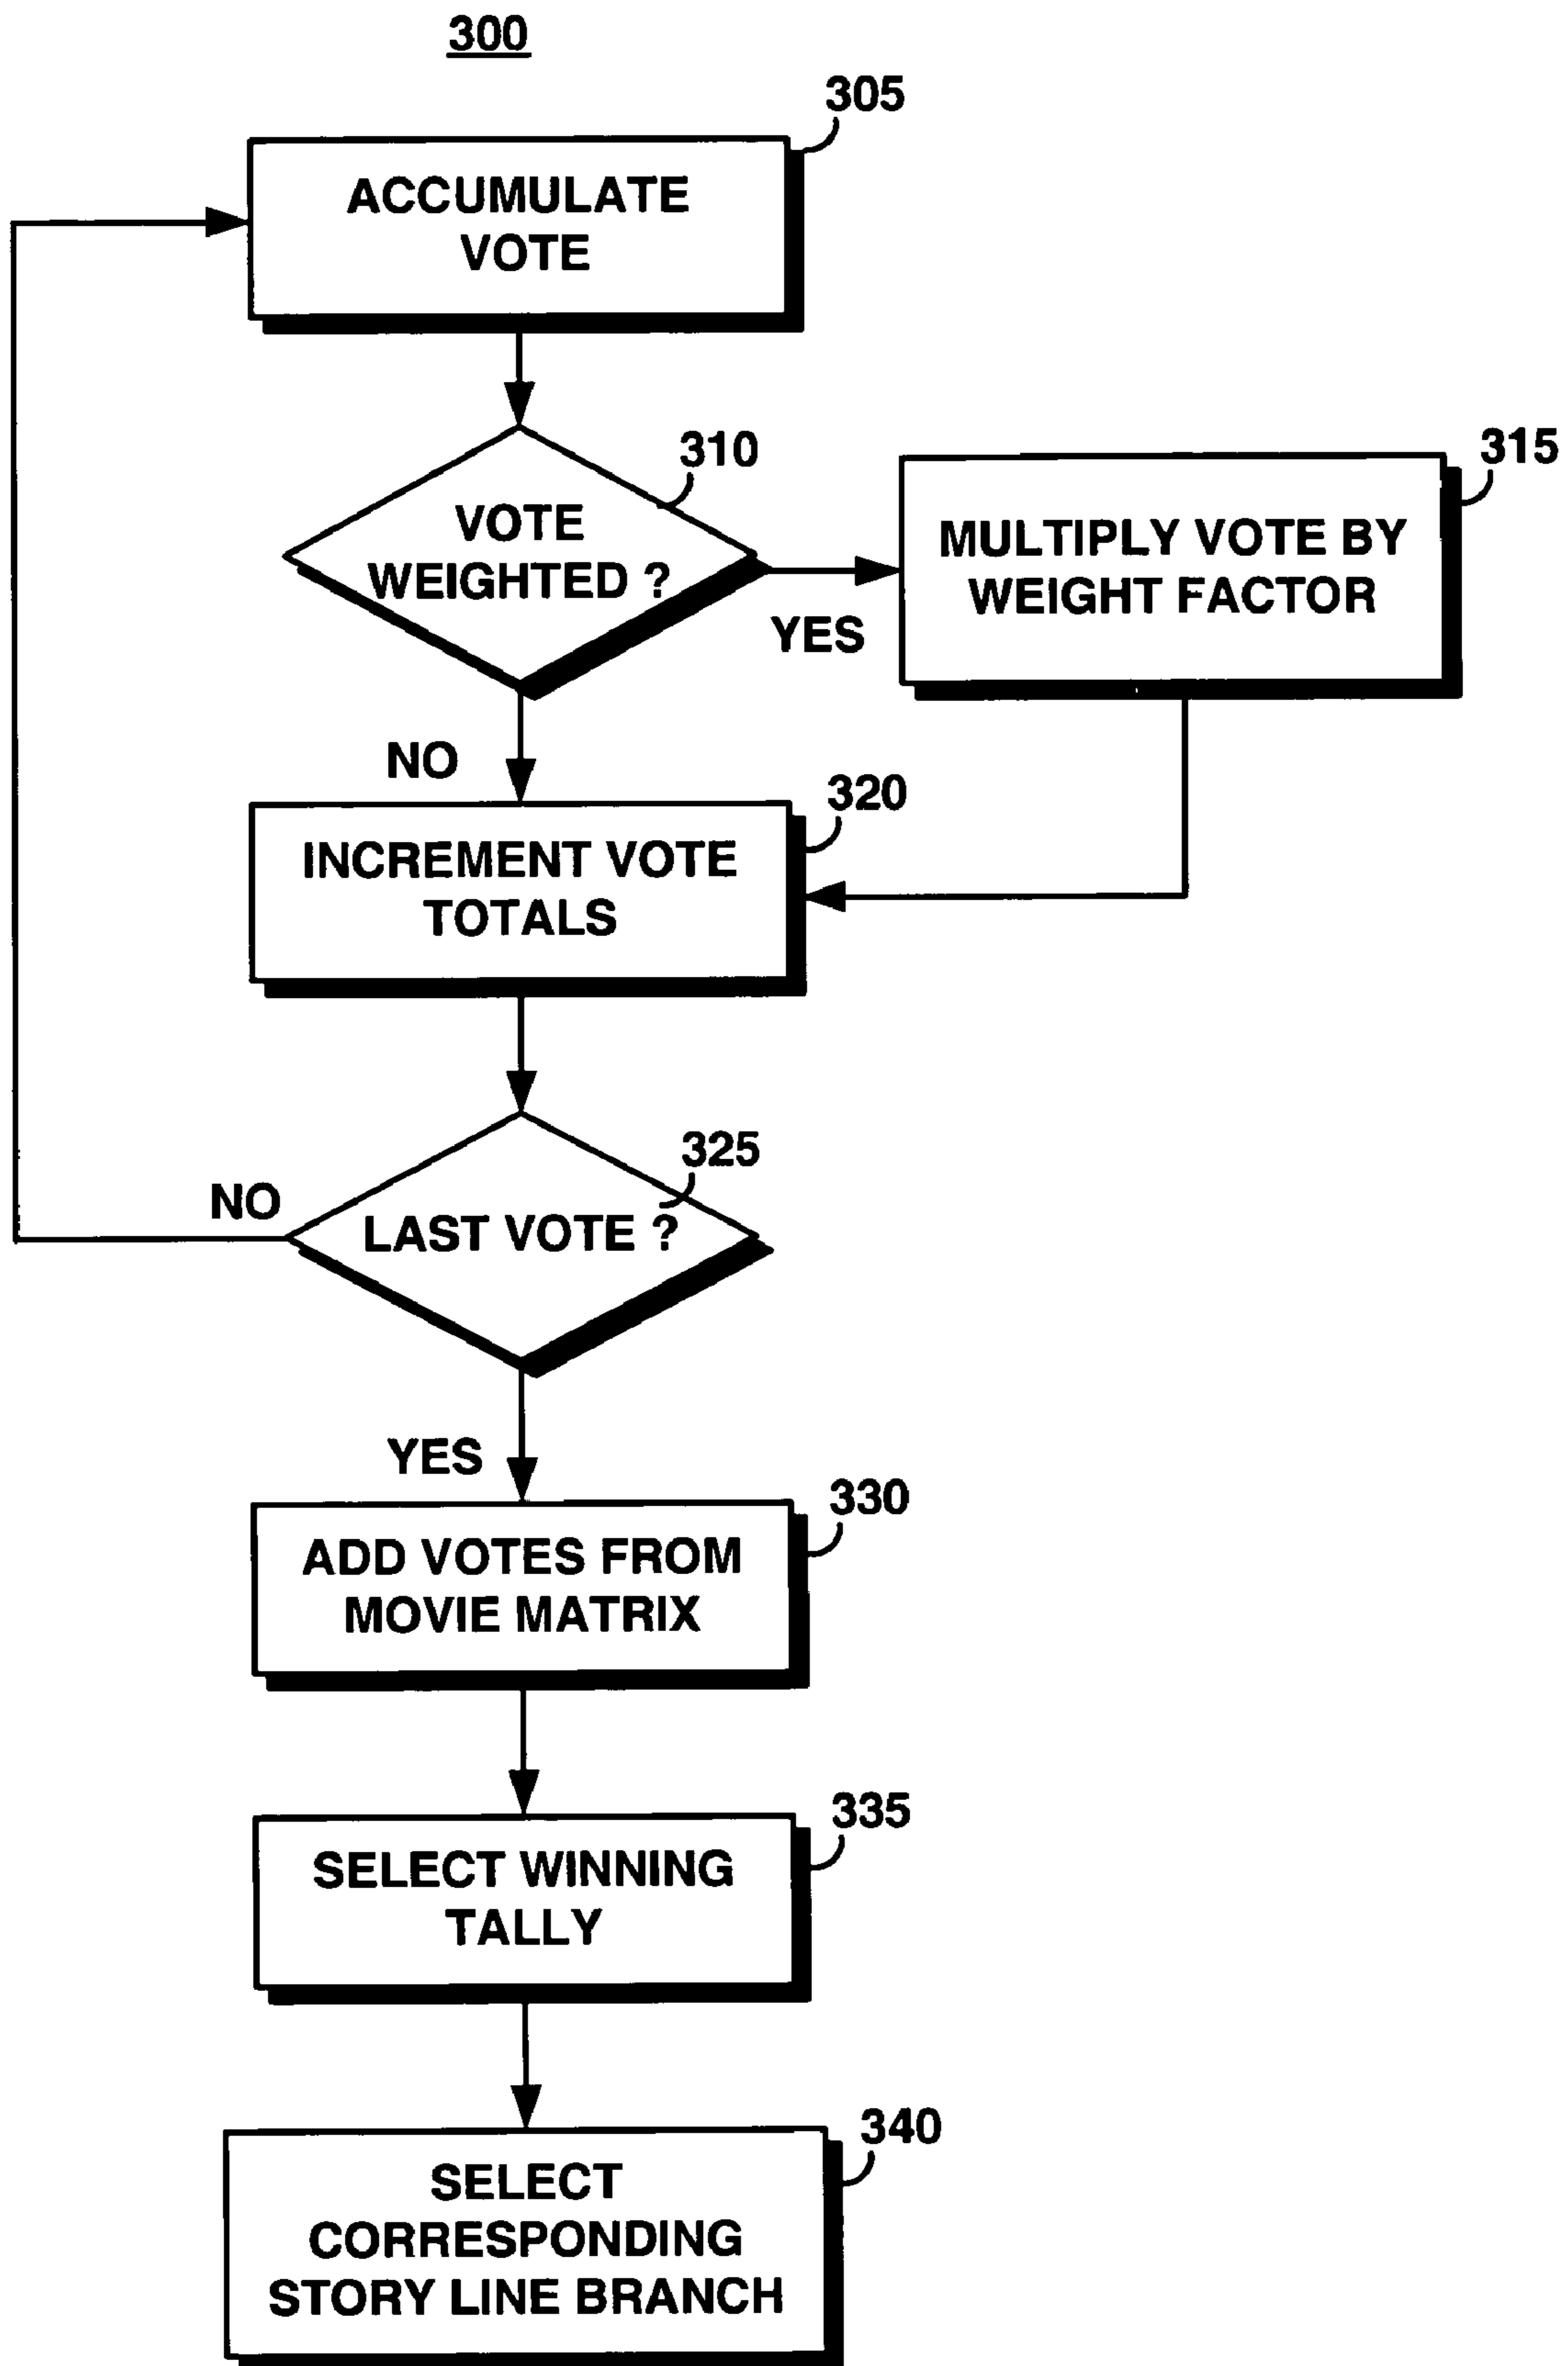 300
305
ACCUMULATE
VOTE
310
VOTE
WEIGHTED ?
YES
315
MULTIPLY VOTE BY
WEIGHT FACTOR
NO
320
INCREMENT VOTE
TOTALS
325
NO
LAST VOTE ?
YES
330
ADD VOTES FROM
MOVIE MATRIX
335
SELECT WINNING
TALLY
340
SELECT
CORRESPONDING
STORY LINE BRANCH